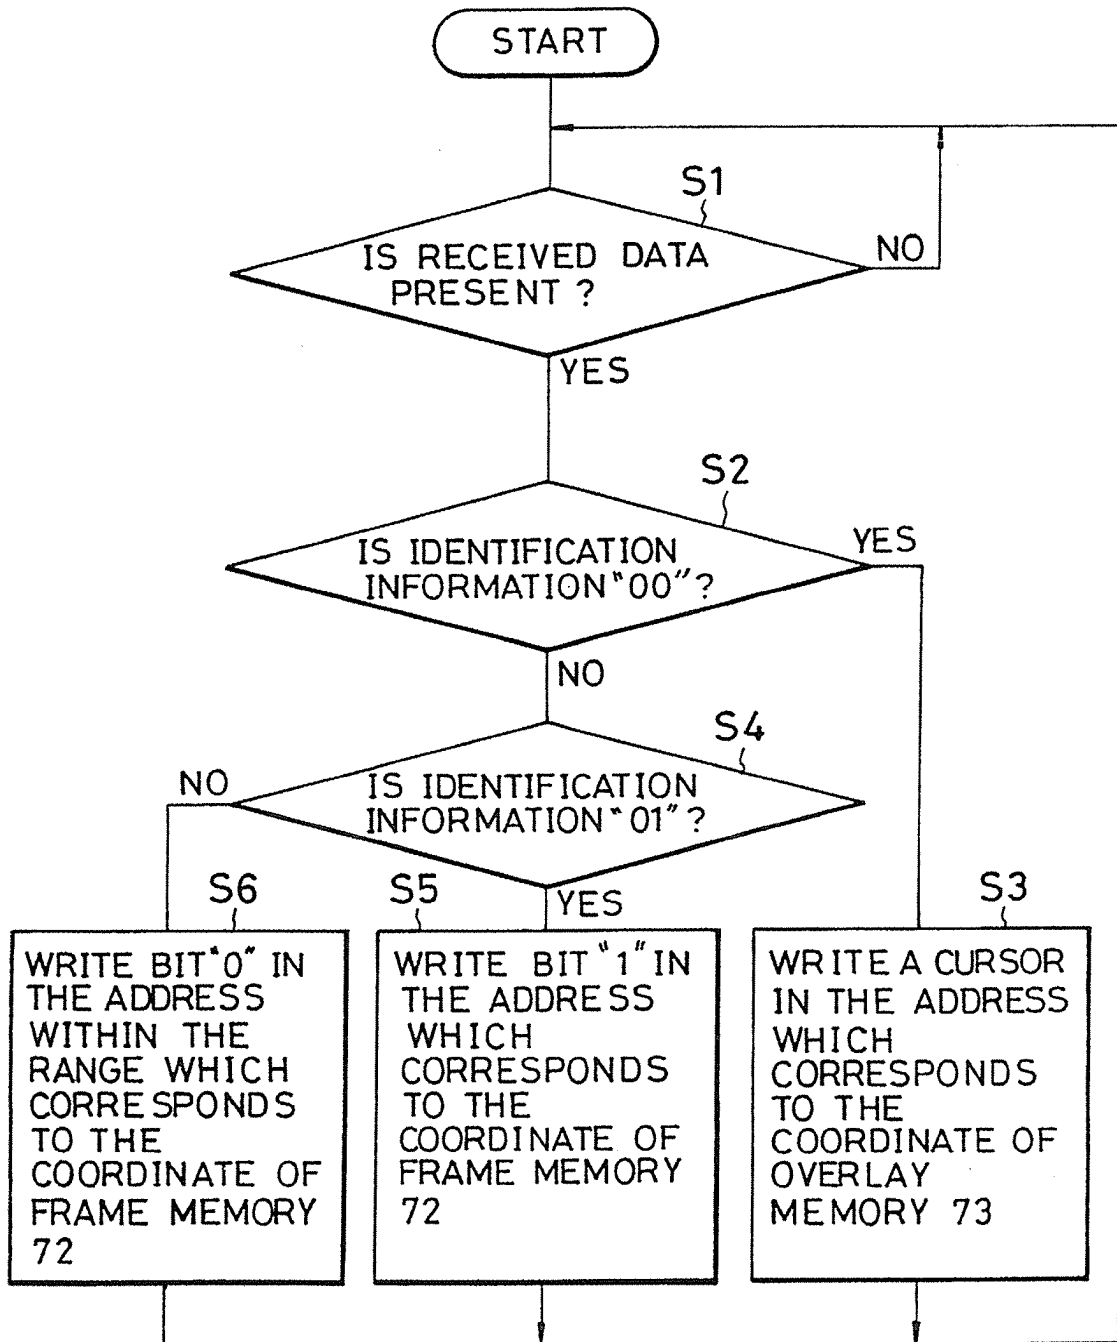 START
S1
IS RECEIVED DATA
PRESENT ?
NO
YES
S2
IS IDENTIFICATION
INFORMATION "00" ?
YES
NO
S4
IS IDENTIFICATION
INFORMATION "01" ?
NO
YES
S6
WRITE BIT "0" IN
THE ADDRESS
WITHIN THE
RANGE WHICH
CORRESPONDS
TO THE
COORDINATE OF
FRAME MEMORY
72
S5
WRITE BIT "1" IN
THE ADDRESS
WHICH
CORRESPONDS
TO THE
COORDINATE OF
FRAME MEMORY
72
S3
WRITE A CURSOR
IN THE ADDRESS
WHICH
CORRESPONDS
TO THE
COORDINATE OF
OVERLAY
MEMORY 73